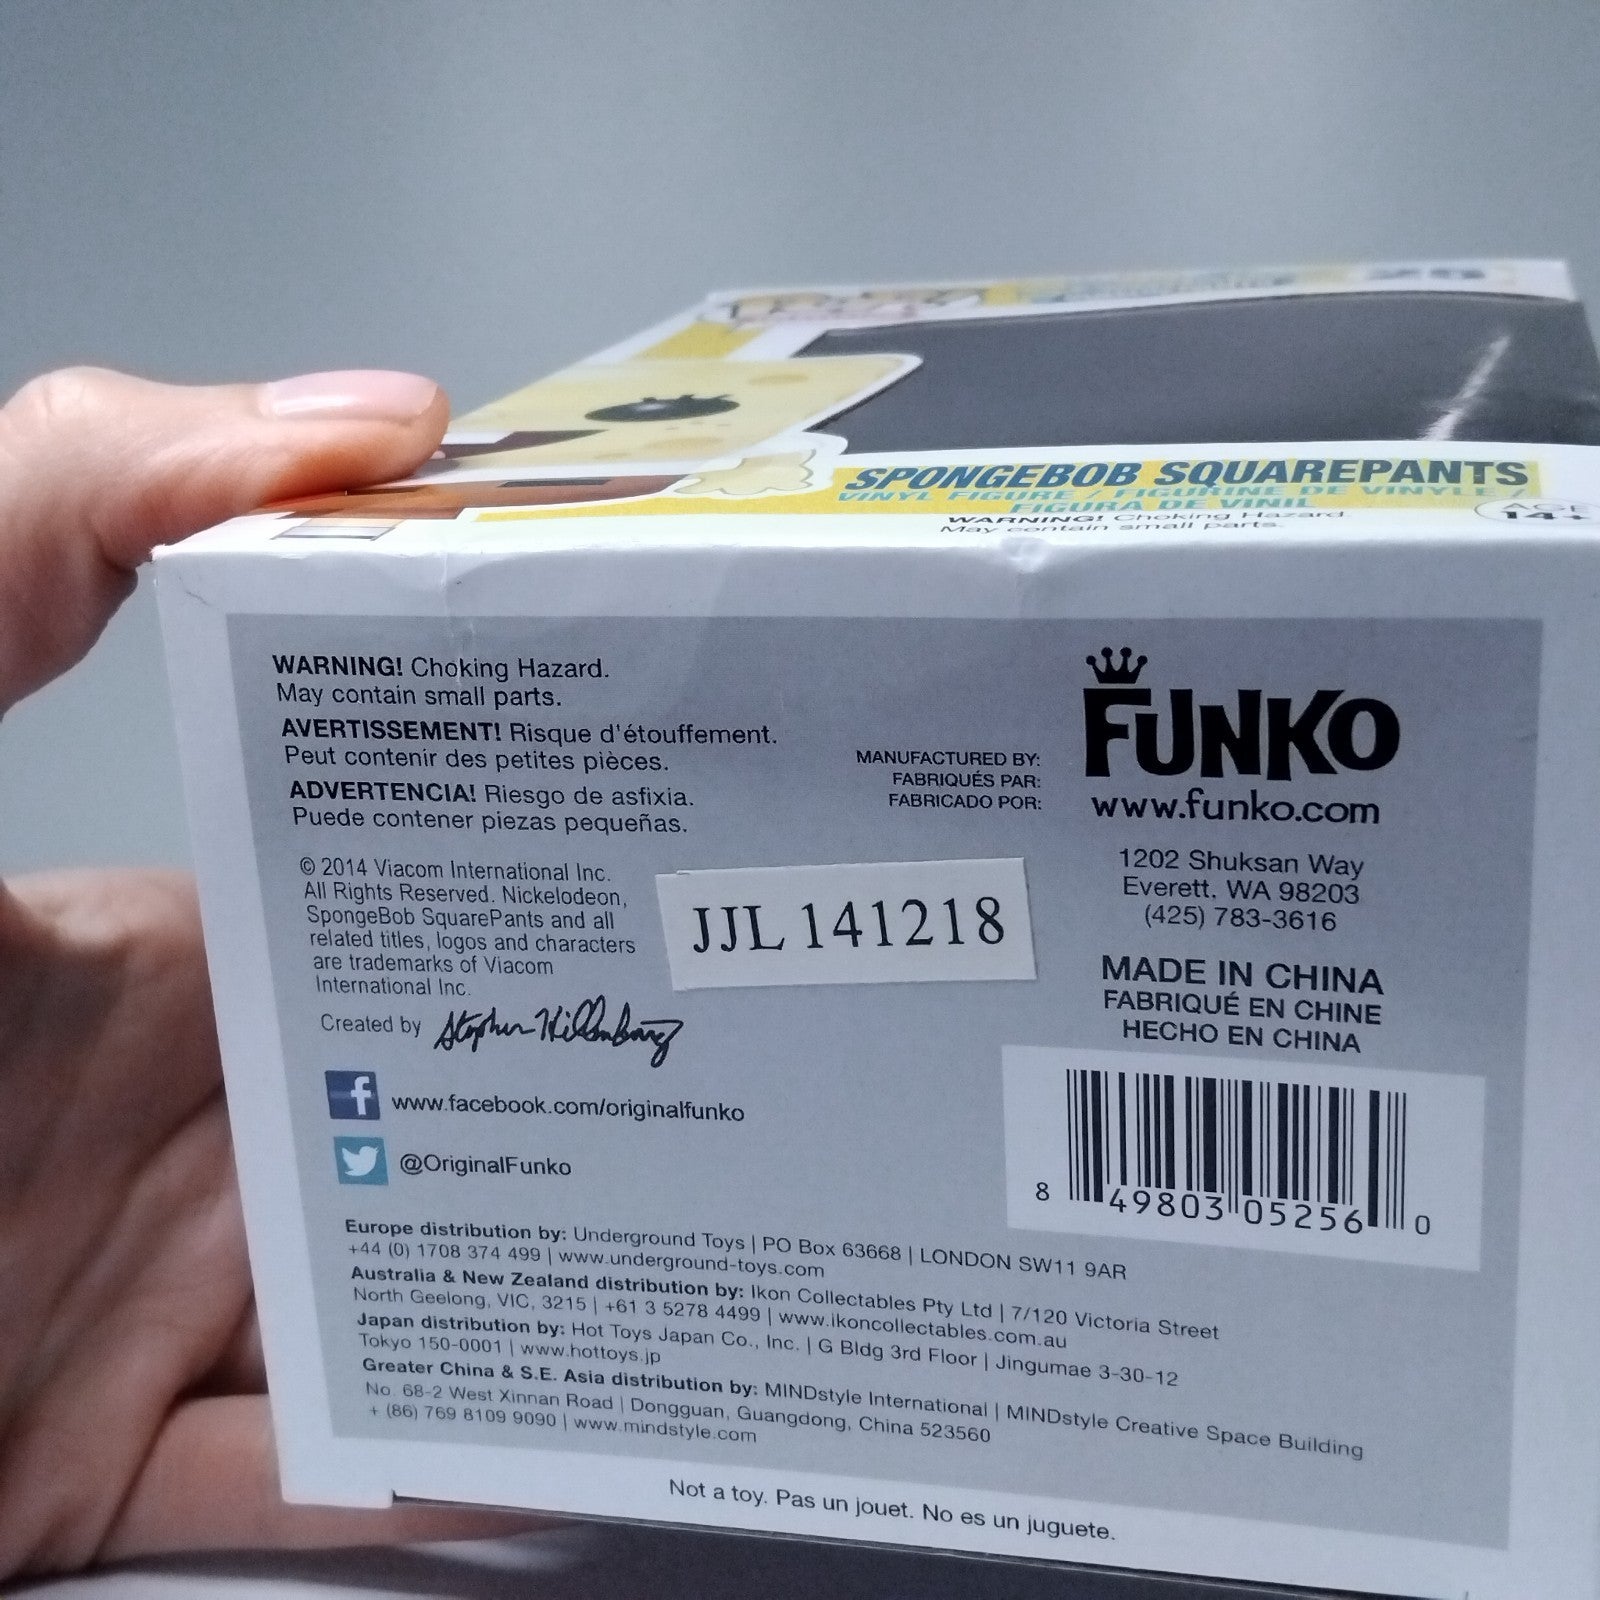 SPONGEBOB SQUAREPANTS
VINYL FIGURE / FIGURINE DE VINYLE /
FIGURA DE VINIL
WARNING! Choking Hazard.
May contain small parts.
AGE
14+
WARNING! Choking Hazard.
May contain small parts.
AVERTISSEMENT! Risque d'étouffement.
Peut contenir des petites pièces.
ADVERTENCIA! Riesgo de asfixia.
Puede contener piezas pequeñas.
© 2014 Viacom International Inc.
All Rights Reserved. Nickelodeon,
SpongeBob SquarePants and all
related titles, logos and characters
are trademarks of Viacom
International Inc.
Created by Stephen Hillenburg
f www.facebook.com/originalfunko
@OriginalFunko
JJL 141218
MANUFACTURED BY:
FABRIQUÉS PAR:
FABRICADO POR:
FUNKO
www.funko.com
1202 Shuksan Way
Everett, WA 98203
(425) 783-3616
MADE IN CHINA
FABRIQUÉ EN CHINE
HECHO EN CHINA
8 49803 05256 0
Europe distribution by: Underground Toys | PO Box 63668 | LONDON SW11 9AR
+44 (0) 1708 374 499 | www.underground-toys.com
Australia & New Zealand distribution by: Ikon Collectables Pty Ltd | 7/120 Victoria Street
North Geelong, VIC, 3215 | +61 3 5278 4499 | www.ikoncollectables.com.au
Japan distribution by: Hot Toys Japan Co., Inc. | G Bldg 3rd Floor | Jingumae 3-30-12
Tokyo 150-0001 | www.hottoys.jp
Greater China & S.E. Asia distribution by: MINDstyle International | MINDstyle Creative Space Building
No. 68-2 West Xinnan Road | Dongguan, Guangdong, China 523560
+ (86) 769 8109 9090 | www.mindstyle.com
Not a toy. Pas un jouet. No es un juguete.